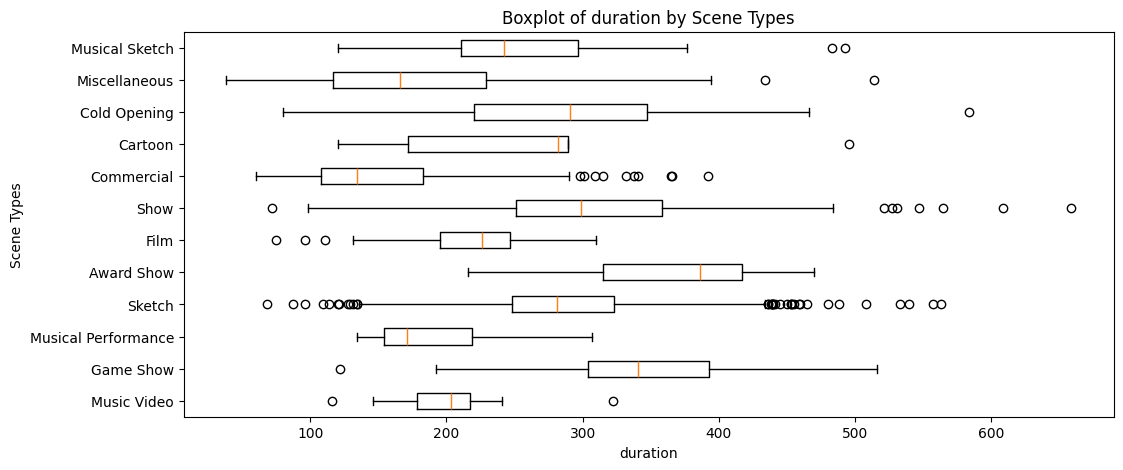 Boxplot of duration by Scene Types
Musical Sketch
Miscellaneous
Cold Opening
Cartoon
Commercial
Show
Film
Award Show
Sketch
Musical Performance
Game Show
Music Video
Scene Types
100 200 300 400 500 600
duration